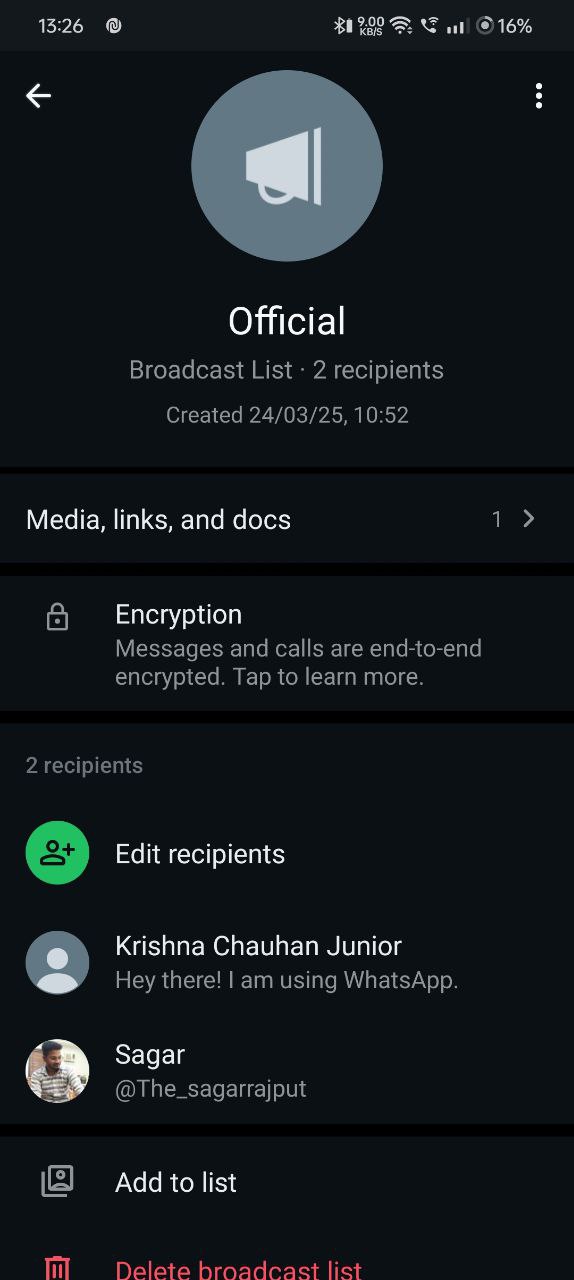 13:26 9.00 KB/S 16%
Official
Broadcast List · 2 recipients
Created 24/03/25, 10:52
Media, links, and docs 1
Encryption
Messages and calls are end-to-end
encrypted. Tap to learn more.
2 recipients
Edit recipients
Krishna Chauhan Junior
Hey there! I am using WhatsApp.
Sagar
@The_sagarrajput
Add to list
Delete broadcast list